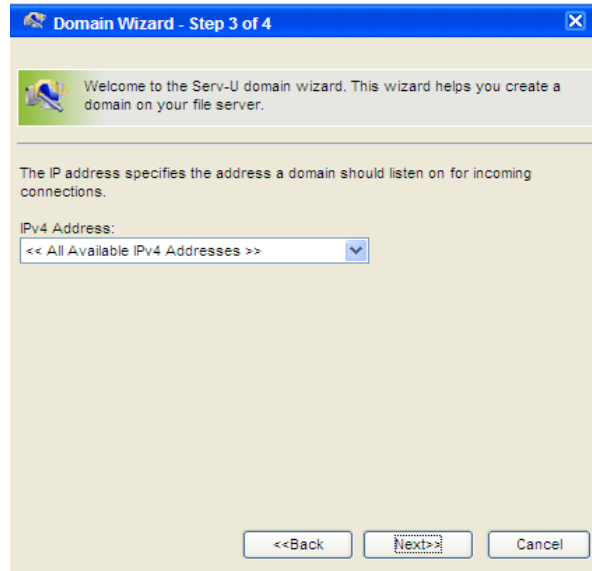 Domain Wizard - Step 3 of 4
Welcome to the Serv-U domain wizard. This wizard helps you create a
domain on your file server.
The IP address specifies the address a domain should listen on for incoming
connections.
IPv4 Address:
<< All Available IPv4 Addresses >>
<<Back Next>> Cancel